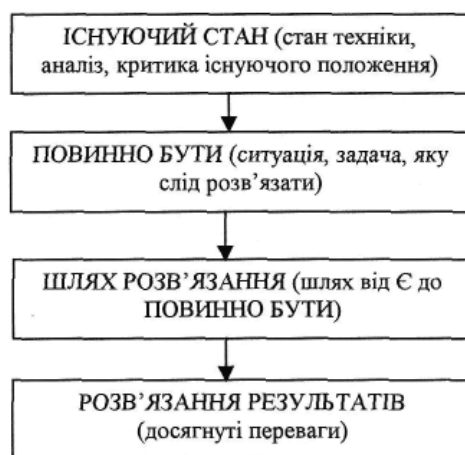 ІСНУЮЧИЙ СТАН (стан техніки,
аналіз, критика існуючого положення)
ПОВИННО БУТИ (ситуація, задача, яку
слід розв’язати)
ШЛЯХ РОЗВ’ЯЗАННЯ (шлях від Є до
ПОВИННО БУТИ)
РОЗВ’ЯЗАННЯ РЕЗУЛЬТАТІВ
(досягнуті переваги)